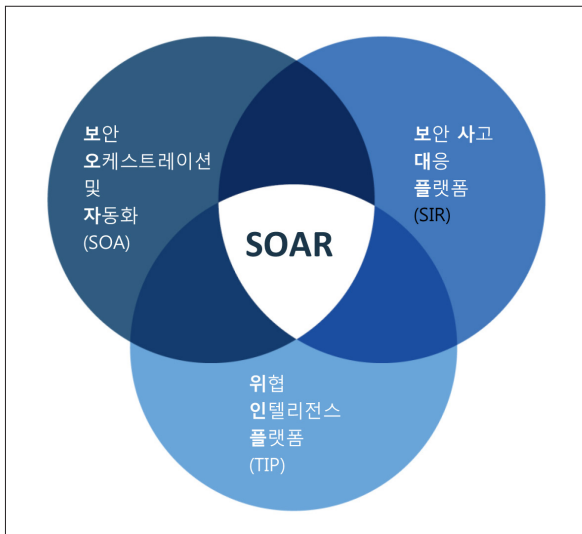 보안
오케스트레이션
및
자동화
(SOA)
보안 사고
대응
플랫폼
(SIR)
SOAR
위협
인텔리전스
플랫폼
(TIP)